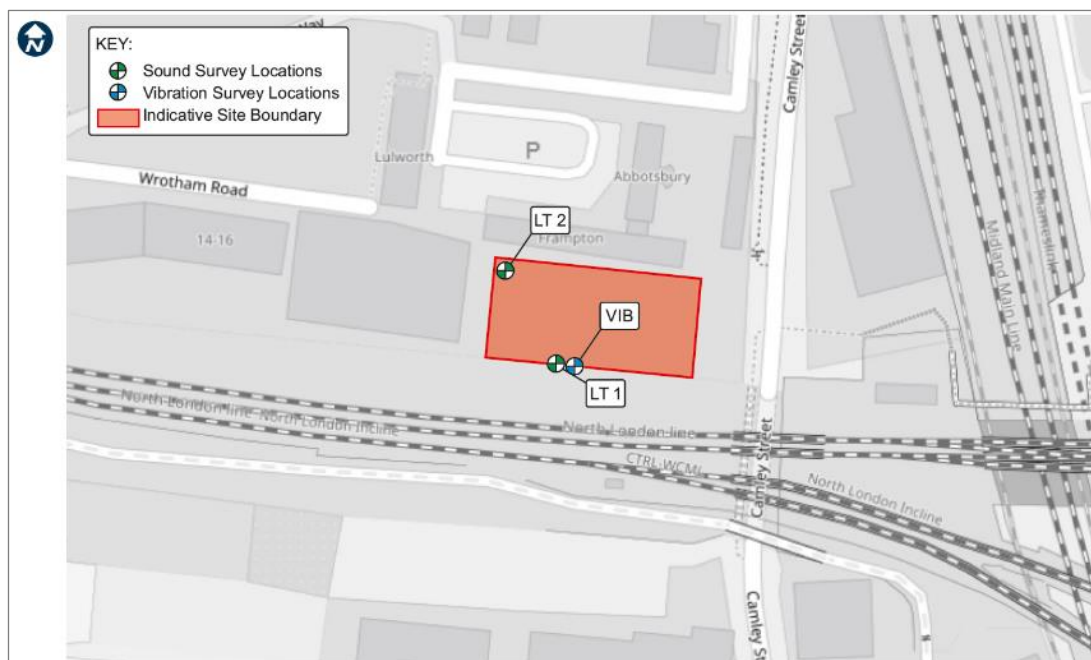 N
KEY:
Sound Survey Locations
Vibration Survey Locations
Indicative Site Boundary
Camley Street
Lulworth
P
Abbotsbury
Wrotham Road
LT 2
Frampton
14-16
Midland Main Line
Thameslink
VIB
LT 1
North London line
North London Incline
North London line
CTRL-WCML
Camley Street
North London Incline
Camley St